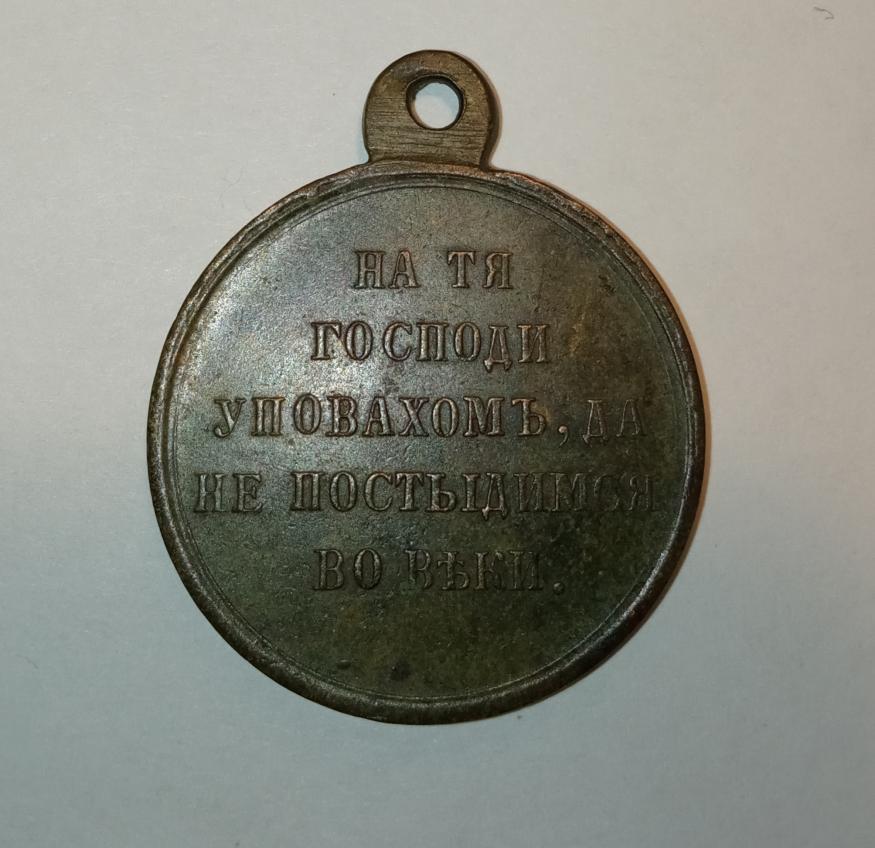 НА ТЯ
ГОСПОДИ
УПОВАХОМЪ, ДА
НЕ ПОСТЫДИМСЯ
ВО ВѢКИ.